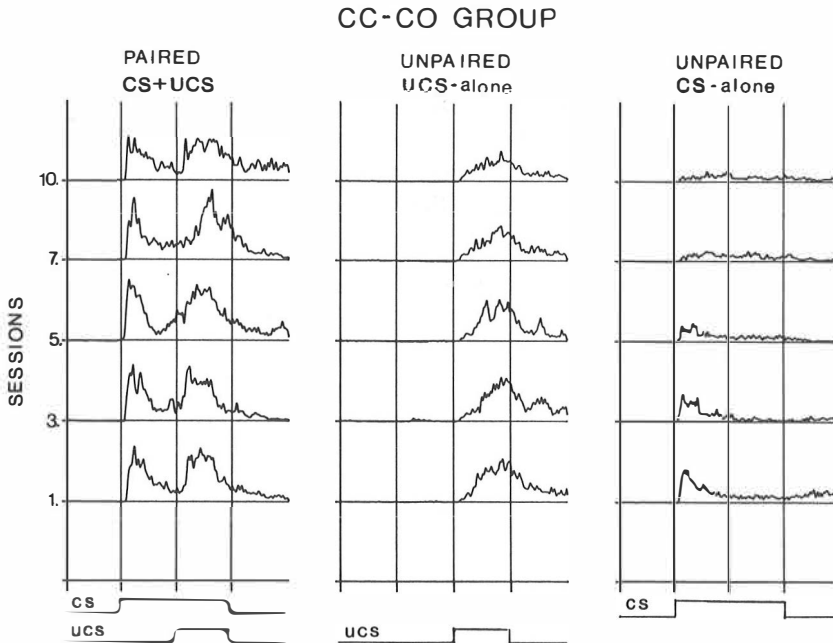 CC-CO GROUP
PAIRED
CS+UCS
UNPAIRED
UCS-alone
UNPAIRED
CS-alone
SESSIONS
10.
7.
5.
3.
1.
CS
UCS
UCS
CS